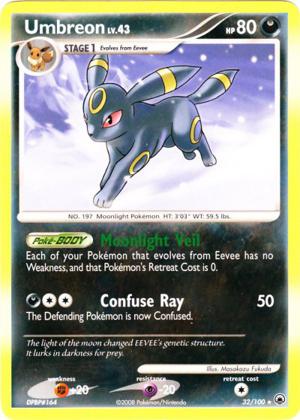 Umbreon LV.43 HP 80
STAGE 1 Evolves from Eevee
NO. 197 Moonlight Pokémon HT: 3'03" WT: 59.5 lbs.
Poké-BODY Moonlight Veil
Each of your Pokémon that evolves from Eevee has no
Weakness, and that Pokémon's Retreat Cost is 0.
Confuse Ray 50
The Defending Pokémon is now Confused.
The light of the moon changed EEVEE's genetic structure.
It lurks in darkness for prey.
Illus. Masakazu Fukuda
weakness resistance retreat cost
+20 -20
DPBP#164 ©2008 Pokémon/Nintendo 32/100